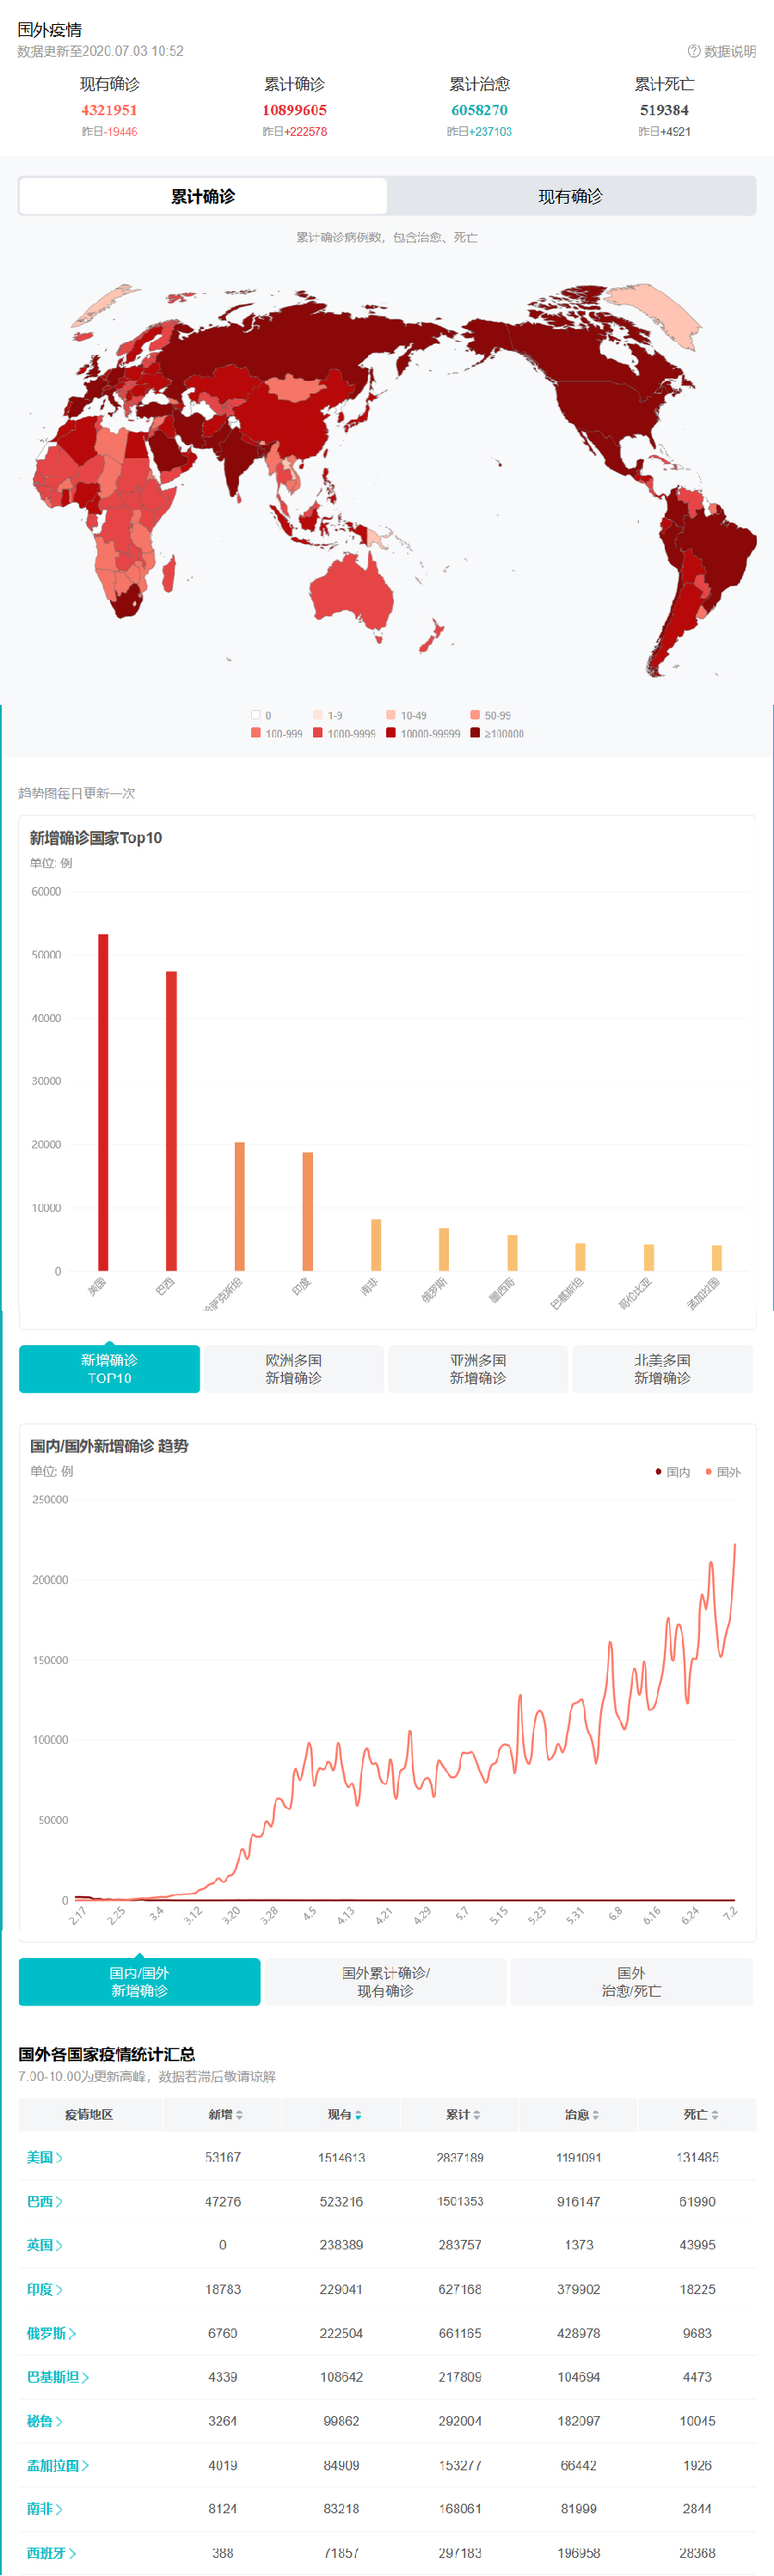 国外疫情
数据更新至2020.07.03 10:52
数据说明
现有确诊 累计确诊 累计治愈 累计死亡
4321951 10899605 6058270 519384
昨日-19446 昨日+222578 昨日+237103 昨日+4921
累计确诊 现有确诊
累计确诊病例数，包含治愈、死亡
0 1-9 10-49 50-99
100-999 1000-9999 10000-99999 ≥100000
趋势图每日更新一次
新增确诊国家Top10
单位: 例
60000
50000
40000
30000
20000
10000
0
美国 巴西 萨克斯坦 印度 南非 俄罗斯 墨西哥 巴基斯坦 哥伦比亚 孟加拉国
新增确诊 欧洲多国 亚洲多国 北美多国
TOP10 新增确诊 新增确诊 新增确诊
国内/国外新增确诊 趋势
单位: 例
国内 国外
250000
200000
150000
100000
50000
0
2.17 2.25 3.4 3.12 3.20 3.28 4.5 4.13 4.21 4.29 5.7 5.15 5.23 5.31 6.8 6.16 6.24 7.2
国内/国外 国外累计确诊/ 国外
新增确诊 现有确诊 治愈/死亡
国外各国家疫情统计汇总
7.00-10.00为更新高峰，数据若滞后敬请谅解
疫情地区 新增 现有 累计 治愈 死亡
美国 53167 1514613 2837189 1191091 131485
巴西 47276 523216 1501353 916147 61990
英国 0 238389 283757 1373 43995
印度 18783 229041 627168 379902 18225
俄罗斯 6760 222504 661165 428978 9683
巴基斯坦 4339 108642 217809 104694 4473
秘鲁 3264 99862 292004 182097 10045
孟加拉国 4019 84909 153277 66442 1926
南非 8124 83218 168061 81999 2844
西班牙 388 71857 297183 196958 28368